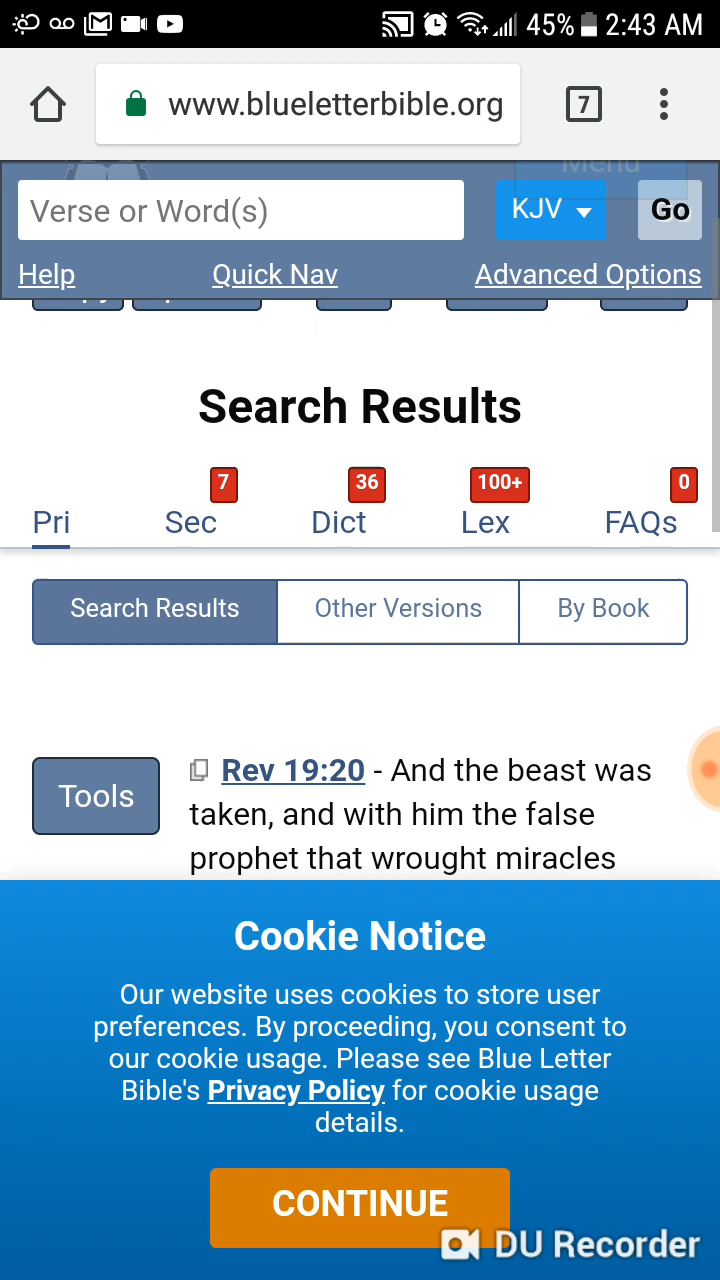 45% 2:43 AM
www.blueletterbible.org 7
Menu
Verse or Word(s) KJV Go
Help Quick Nav Advanced Options
Search Results
7 36 100+ 0
Pri Sec Dict Lex FAQs
Search Results Other Versions By Book
Tools Rev 19:20 - And the beast was
taken, and with him the false
prophet that wrought miracles
Cookie Notice
Our website uses cookies to store user
preferences. By proceeding, you consent to
our cookie usage. Please see Blue Letter
Bible's Privacy Policy for cookie usage
details.
CONTINUE
DU Recorder